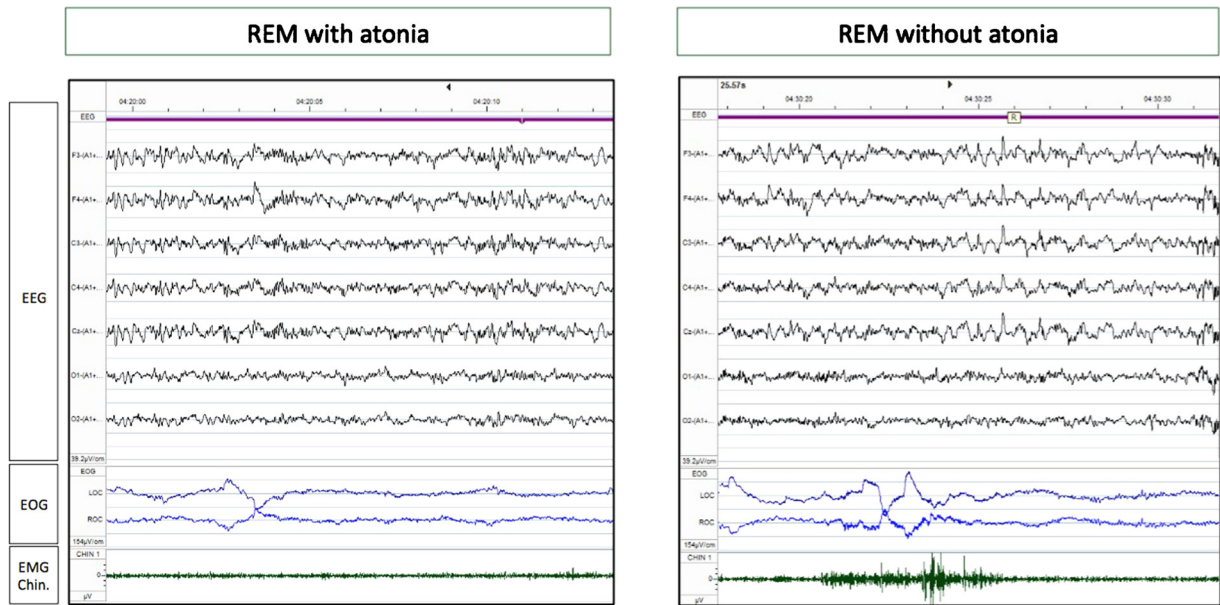 REM with atonia
REM without atonia
EEG
EOG
EMG
Chin.
04:20:00
04:20:05
04:20:10
EEG
F3-(A1+...
F4-(A1+...
C3-(A1+...
C4-(A1+...
Cz-(A1+...
O1-(A1+...
O2-(A1+...
39.2µV/cm
EOG
LOC
ROC
154µV/cm
CHIN 1
0
µV
25.57s
04:30:20
04:30:25
04:30:30
EEG
R
F3-(A1+...
F4-(A1+...
C3-(A1+...
C4-(A1+...
Cz-(A1+...
O1-(A1+...
O2-(A1+...
39.2µV/cm
EOG
LOC
ROC
154µV/cm
CHIN 1
0
µV